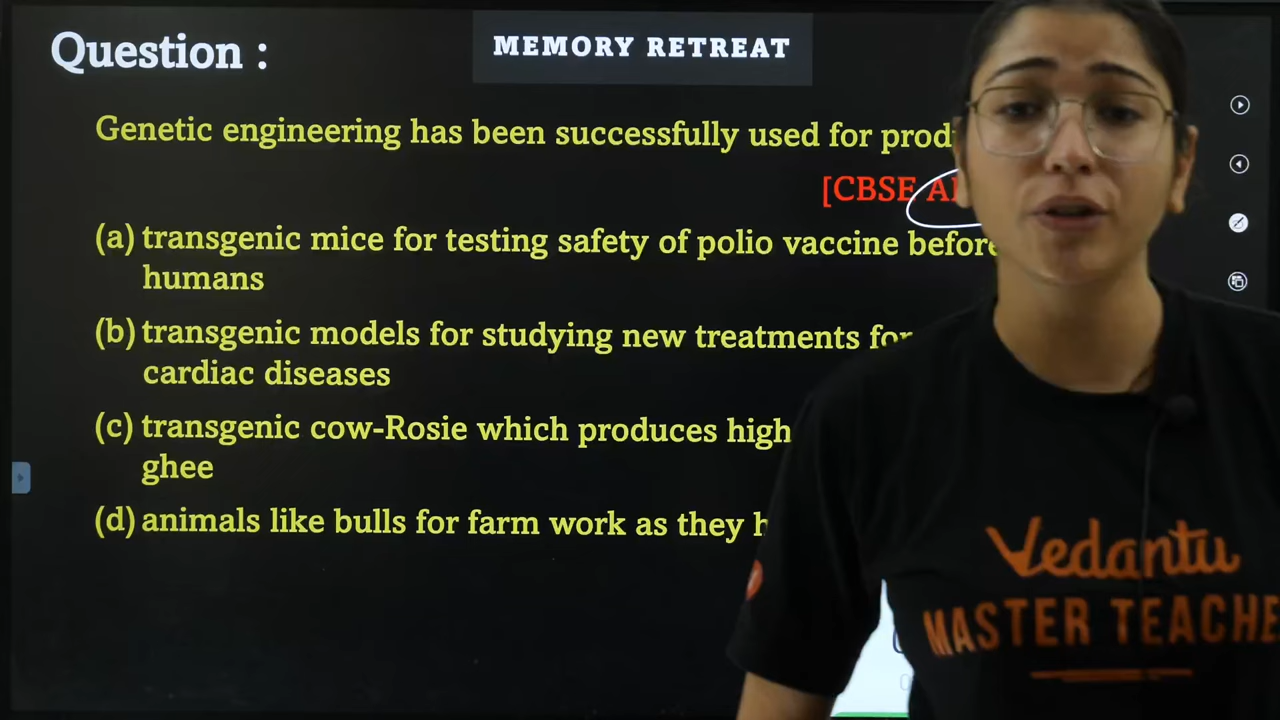 Question :
MEMORY RETREAT
Genetic engineering has been successfully used for
[CBSE
(a) transgenic mice for testing safety of polio vaccine before
humans
(b) transgenic models for studying new treatments for
cardiac diseases
(c) transgenic cow-Rosie which produces high
ghee
(d) animals like bulls for farm work as they
Vedantu
MASTER